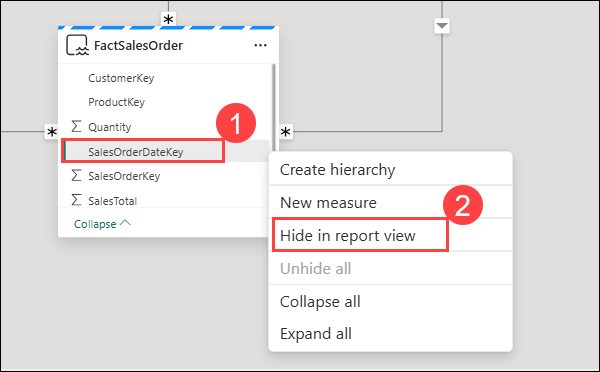 *
FactSalesOrder ...
CustomerKey
ProductKey
* Σ Quantity 1 *
SalesOrderDateKey
Σ SalesOrderKey
Σ SalesTotal
Collapse
Create hierarchy
New measure 2
Hide in report view
Unhide all
Collapse all
Expand all